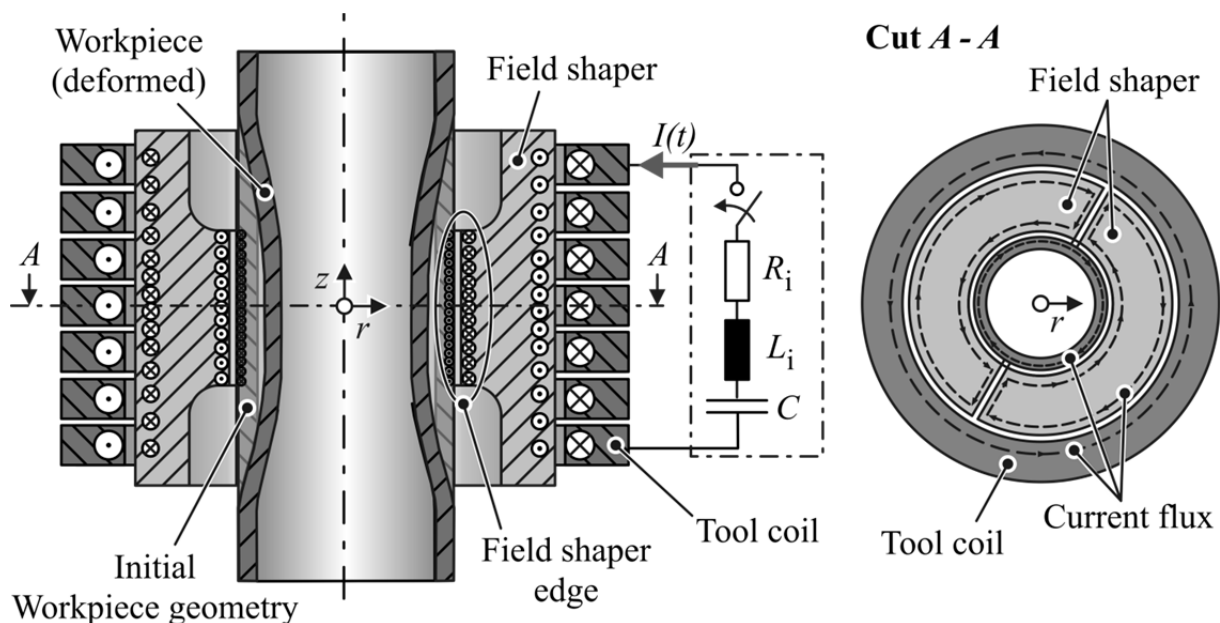 Workpiece
(deformed)
Field shaper
I(t)
A
A
z
r
R_i
L_i
C
Initial
Workpiece geometry
Field shaper
edge
Tool coil
Cut A - A
Field shaper
r
Tool coil
Current flux